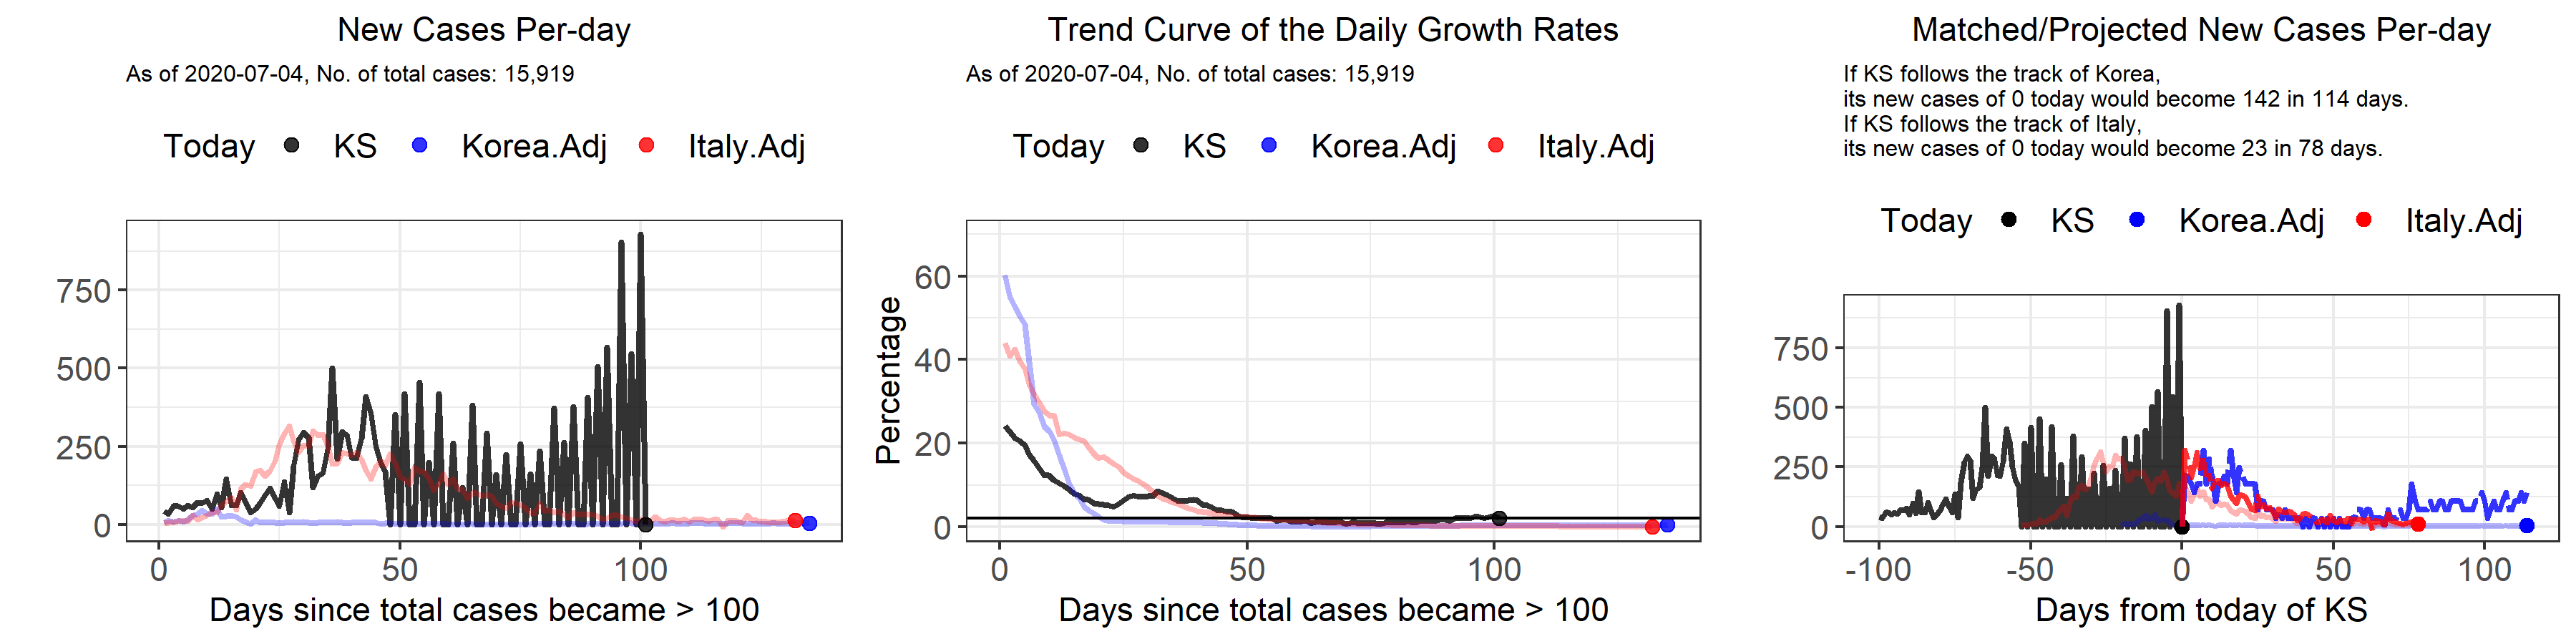 New Cases Per-day
As of 2020-07-04, No. of total cases: 15,919
Today KS Korea.Adj Italy.Adj
750
500
250
0
0 50 100
Days since total cases became > 100
Trend Curve of the Daily Growth Rates
As of 2020-07-04, No. of total cases: 15,919
Today KS Korea.Adj Italy.Adj
Percentage
60
40
20
0
0 50 100
Days since total cases became > 100
Matched/Projected New Cases Per-day
If KS follows the track of Korea,
its new cases of 0 today would become 142 in 114 days.
If KS follows the track of Italy,
its new cases of 0 today would become 23 in 78 days.
Today KS Korea.Adj Italy.Adj
750
500
250
0
-100 -50 0 50 100
Days from today of KS